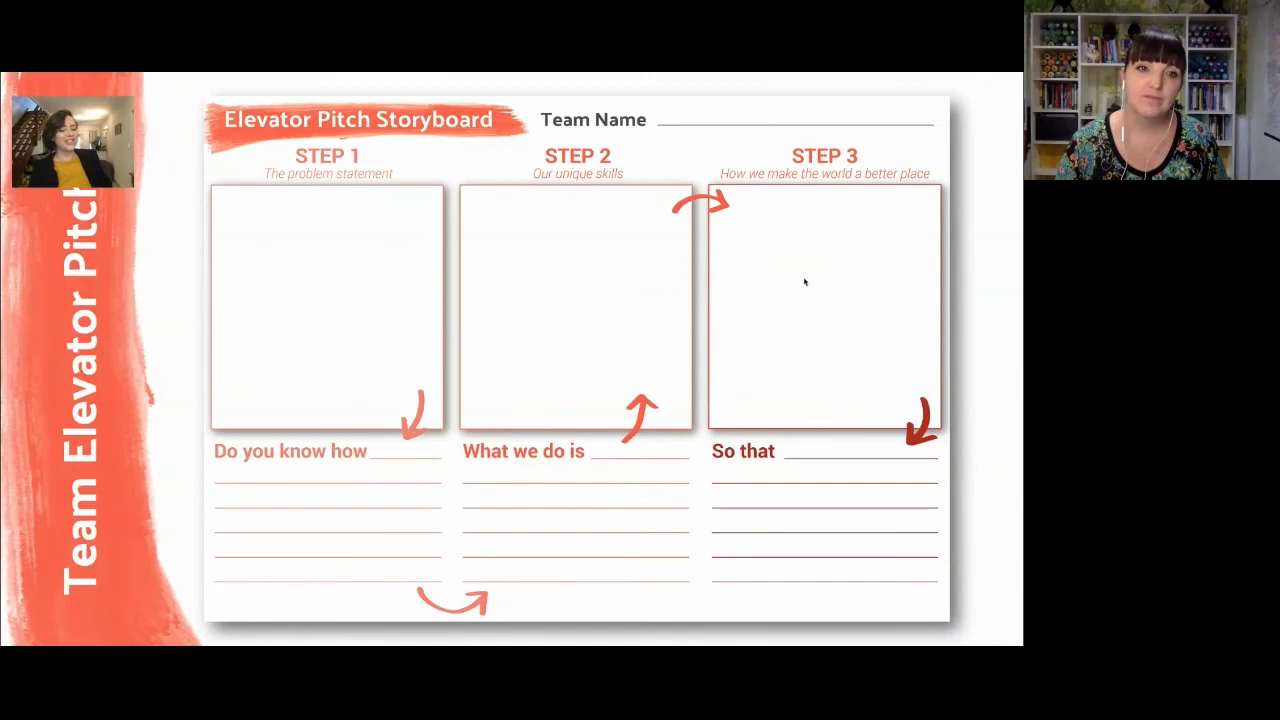 Team Elevator Pitch
Elevator Pitch Storyboard
Team Name
STEP 1
The problem statement
STEP 2
Our unique skills
STEP 3
How we make the world a better place
Do you know how
What we do is
So that